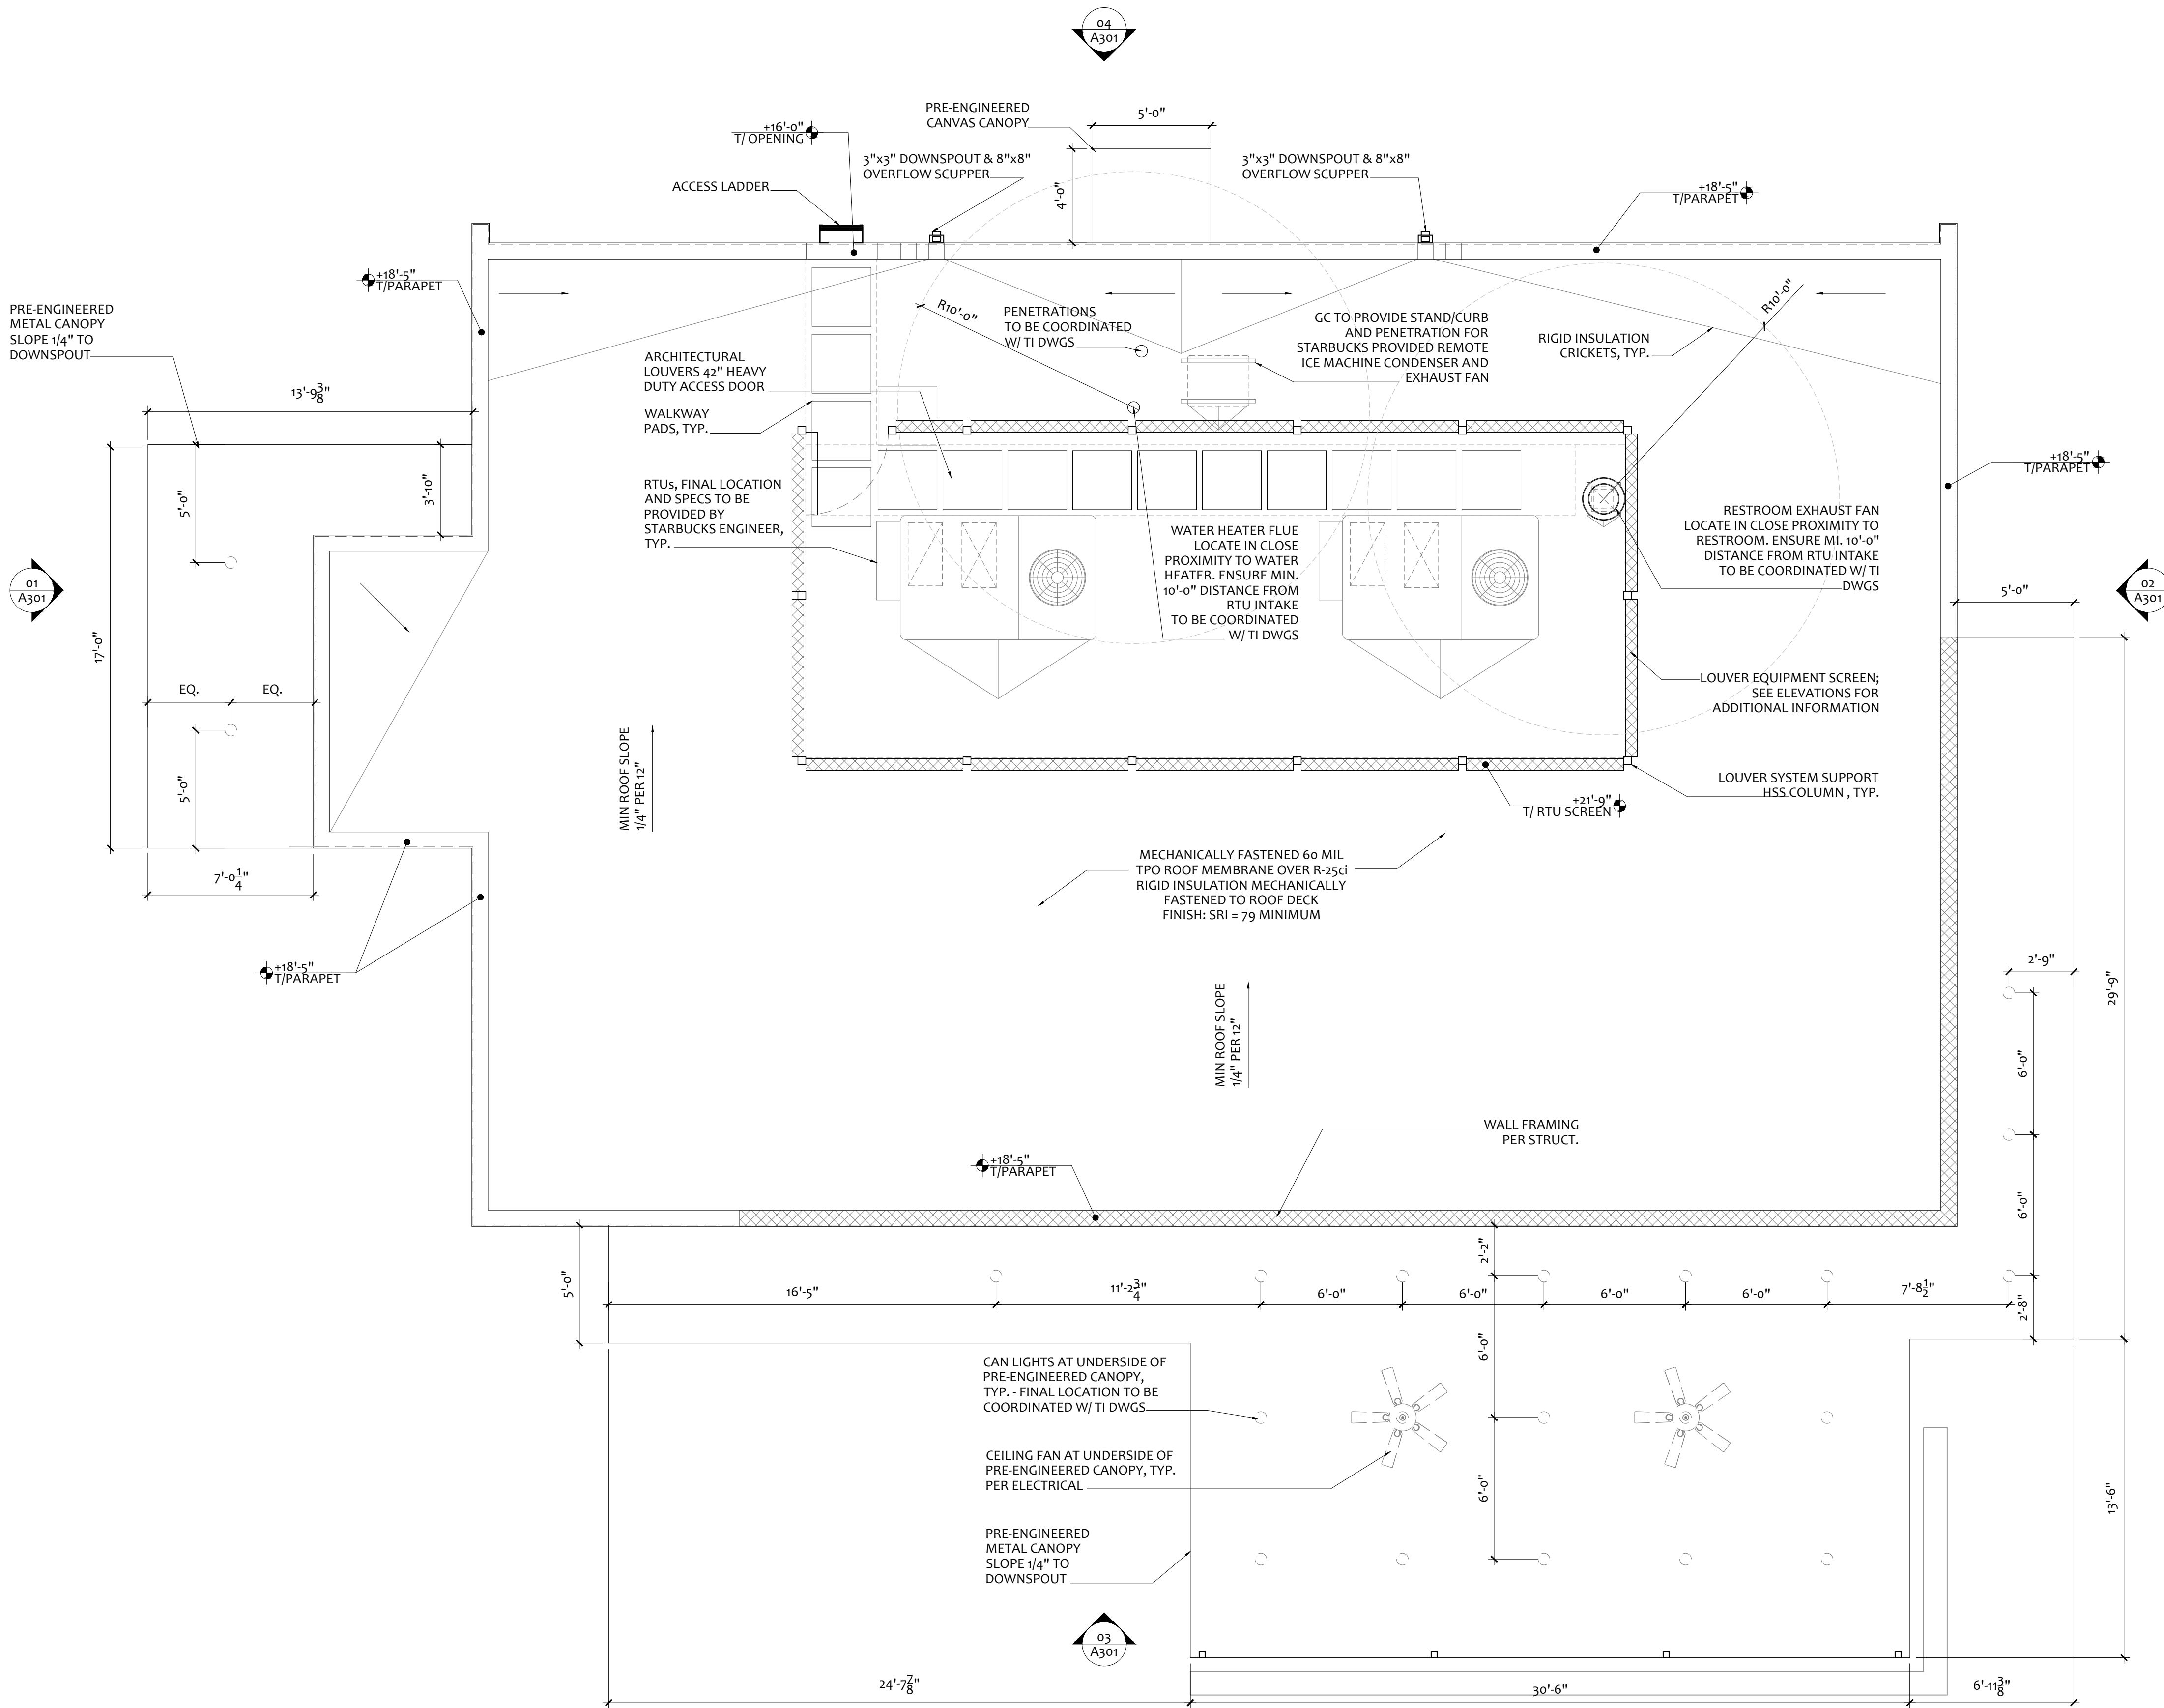 04
A301
PRE-ENGINEERED
CANVAS CANOPY
5'-0"
+16'-0"
T/ OPENING
3"x3" DOWNSPOUT & 8"x8"
OVERFLOW SCUPPER
3"x3" DOWNSPOUT & 8"x8"
OVERFLOW SCUPPER
ACCESS LADDER
4'-0"
+18'-5"
T/PARAPET
+18'-5"
T/PARAPET
PRE-ENGINEERED
METAL CANOPY
SLOPE 1/4" TO
DOWNSPOUT
R10'-0"
PENETRATIONS
TO BE COORDINATED
W/ TI DWGS
GC TO PROVIDE STAND/CURB
AND PENETRATION FOR
STARBUCKS PROVIDED REMOTE
ICE MACHINE CONDENSER AND
EXHAUST FAN
R10'-0"
RIGID INSULATION
CRICKETS, TYP.
ARCHITECTURAL
LOUVERS 42" HEAVY
DUTY ACCESS DOOR
13'-9 3/8"
WALKWAY
PADS, TYP.
+18'-5"
T/PARAPET
5'-0"
3'-10"
RTUs, FINAL LOCATION
AND SPECS TO BE
PROVIDED BY
STARBUCKS ENGINEER,
TYP.
WATER HEATER FLUE
LOCATE IN CLOSE
PROXIMITY TO WATER
HEATER. ENSURE MIN.
10'-0" DISTANCE FROM
RTU INTAKE
TO BE COORDINATED
W/ TI DWGS
RESTROOM EXHAUST FAN
LOCATE IN CLOSE PROXIMITY TO
RESTROOM. ENSURE MI. 10'-0"
DISTANCE FROM RTU INTAKE
TO BE COORDINATED W/ TI
DWGS
01
A301
02
A301
5'-0"
17'-0"
EQ.
EQ.
LOUVER EQUIPMENT SCREEN;
SEE ELEVATIONS FOR
ADDITIONAL INFORMATION
5'-0"
MIN ROOF SLOPE
1/4" PER 12"
LOUVER SYSTEM SUPPORT
HSS COLUMN , TYP.
+21'-9"
T/ RTU SCREEN
7'-0 1/4"
MECHANICALLY FASTENED 60 MIL
TPO ROOF MEMBRANE OVER R-25ci
RIGID INSULATION MECHANICALLY
FASTENED TO ROOF DECK
FINISH: SRI = 79 MINIMUM
+18'-5"
T/PARAPET
2'-9"
29'-9"
MIN ROOF SLOPE
1/4" PER 12"
6'-0"
WALL FRAMING
PER STRUCT.
+18'-5"
T/PARAPET
6'-0"
2'-2"
5'-0"
16'-5"
11'-2 3/4"
6'-0"
6'-0"
6'-0"
6'-0"
7'-8 1/2"
2'-8"
6'-0"
CAN LIGHTS AT UNDERSIDE OF
PRE-ENGINEERED CANOPY,
TYP. - FINAL LOCATION TO BE
COORDINATED W/ TI DWGS
CEILING FAN AT UNDERSIDE OF
PRE-ENGINEERED CANOPY, TYP.
PER ELECTRICAL
6'-0"
13'-6"
PRE-ENGINEERED
METAL CANOPY
SLOPE 1/4" TO
DOWNSPOUT
03
A301
24'-7 7/8"
30'-6"
6'-11 3/8"